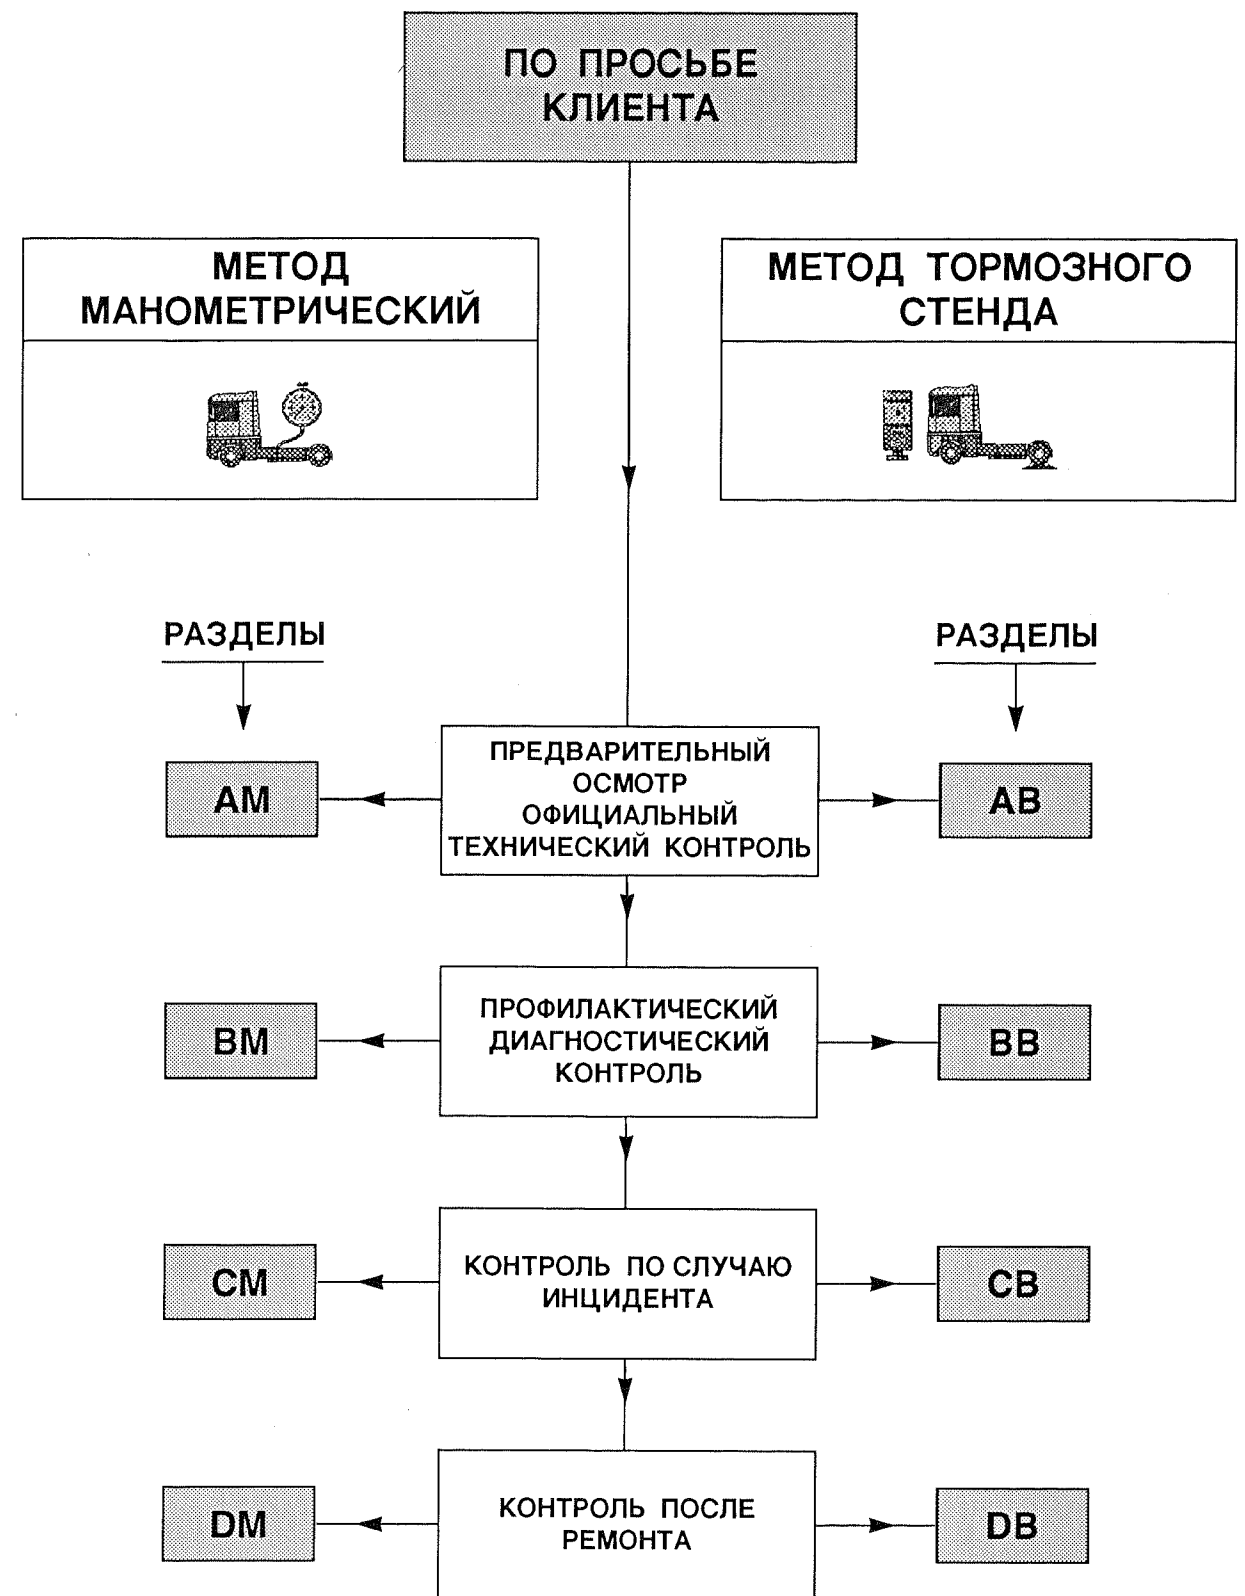 ПО ПРОСЬБЕ
КЛИЕНТА
МЕТОД
МАНОМЕТРИЧЕСКИЙ
МЕТОД ТОРМОЗНОГО
СТЕНДА
РАЗДЕЛЫ
РАЗДЕЛЫ
ПРЕДВАРИТЕЛЬНЫЙ
ОСМОТР
ОФИЦИАЛЬНЫЙ
ТЕХНИЧЕСКИЙ КОНТРОЛЬ
AM
AB
ПРОФИЛАКТИЧЕСКИЙ
ДИАГНОСТИЧЕСКИЙ
КОНТРОЛЬ
BM
BB
КОНТРОЛЬ ПО СЛУЧАЮ
ИНЦИДЕНТА
CM
CB
КОНТРОЛЬ ПОСЛЕ
РЕМОНТА
DM
DB